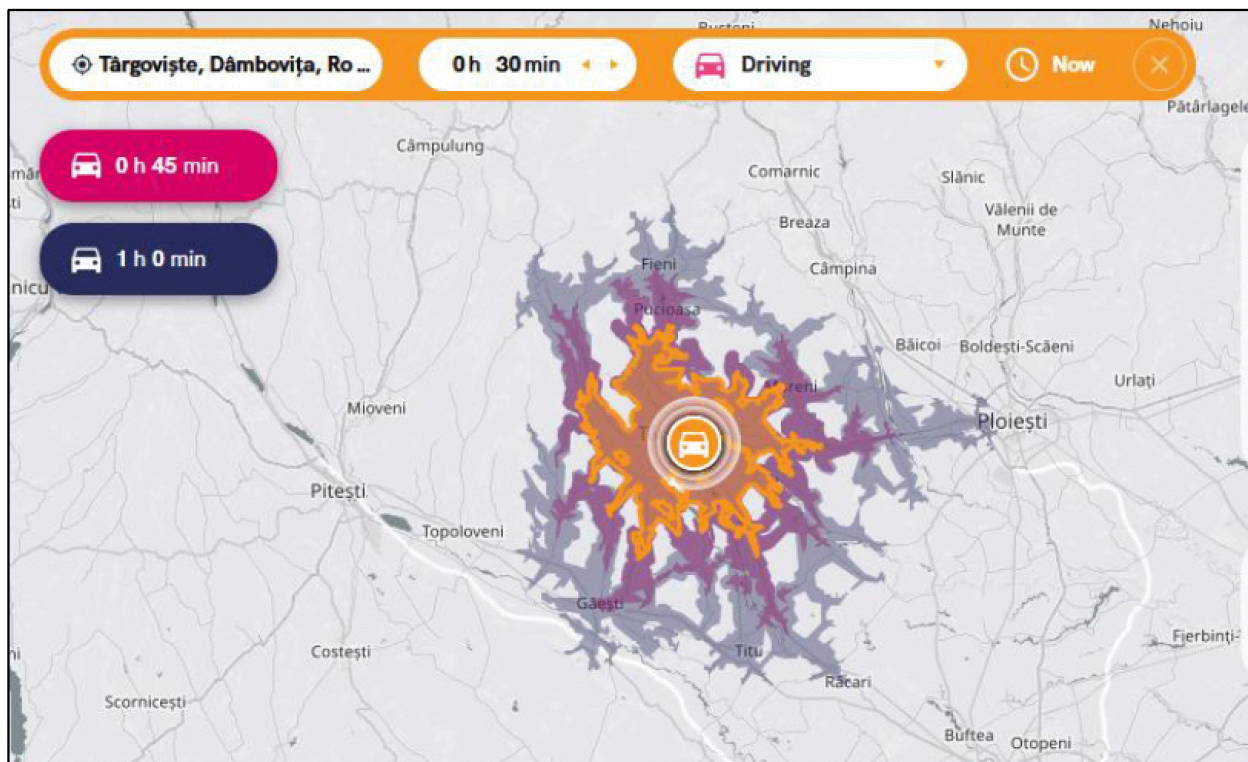 Târgoviște, Dâmbovița, Ro ...
0 h 30 min
Driving
Now
0 h 45 min
1 h 0 min
Nehoiu
Pătârlagele
Câmpulung
Comarnic
Slănic
Vălenii de
Munte
Breaza
Câmpina
Fieni
Pucioasa
Băicoi
Boldești-Scăeni
Urlați
Moreni
Mioveni
Ploiești
Pitești
Topoloveni
Găești
Costești
Titu
Răcari
Scornicești
Fierbinți-
Buftea
Otopeni